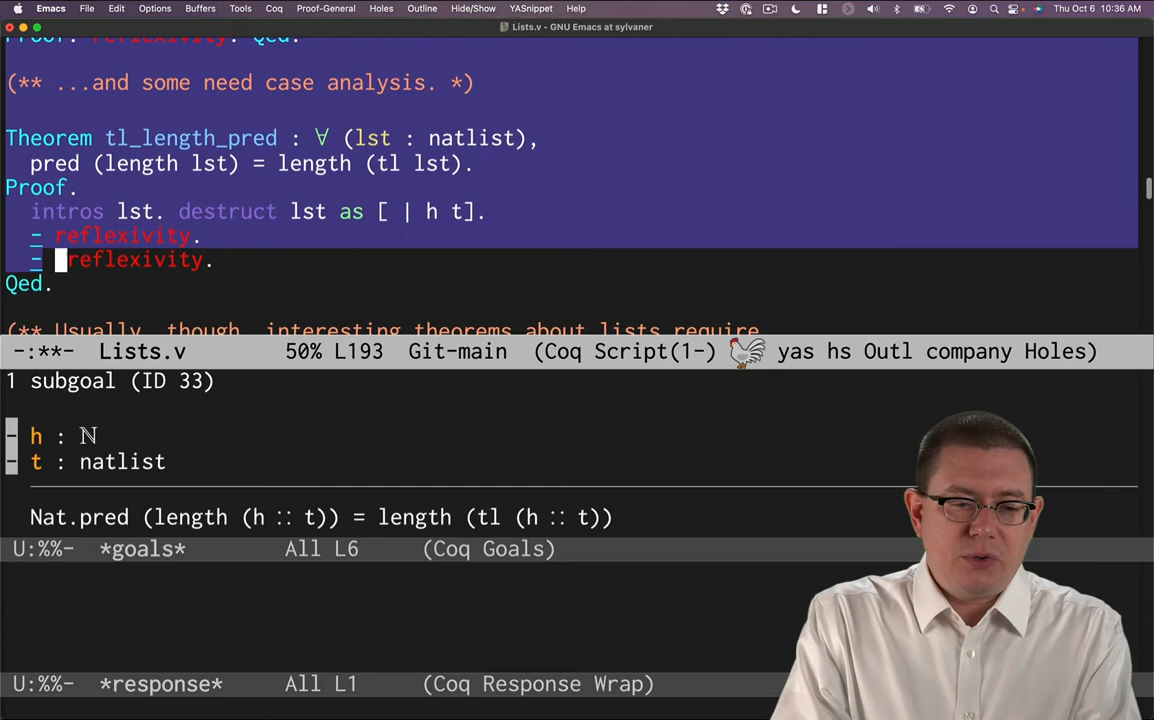 Emacs File Edit Options Buffers Tools Coq Proof-General Holes Outline Hide/Show YASnippet Help Thu Oct 6 10:36 AM
Lists.v - GNU Emacs at sylvaner
Proof. reflexivity. Qed.
(** ...and some need case analysis. *)
Theorem tl_length_pred : ∀ (lst : natlist),
pred (length lst) = length (tl lst).
Proof.
intros lst. destruct lst as [ | h t].
- reflexivity.
- reflexivity.
Qed.
(** Usually, though, interesting theorems about lists require
-:**- Lists.v 50% L193 Git-main (Coq Script(1-) yas hs Outl company Holes)
1 subgoal (ID 33)
- h : ℕ
- t : natlist
Nat.pred (length (h :: t)) = length (tl (h :: t))
U:%%- *goals* All L6 (Coq Goals)
U:%%- *response* All L1 (Coq Response Wrap)